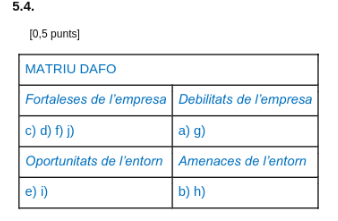 5.4.
[0,5 punts]
MATRIU DAFO
Fortaleses de l'empresa Debilitats de l'empresa
c) d) f) j) a) g)
Oportunitats de l'entorn Amenaces de l'entorn
e) i) b) h)